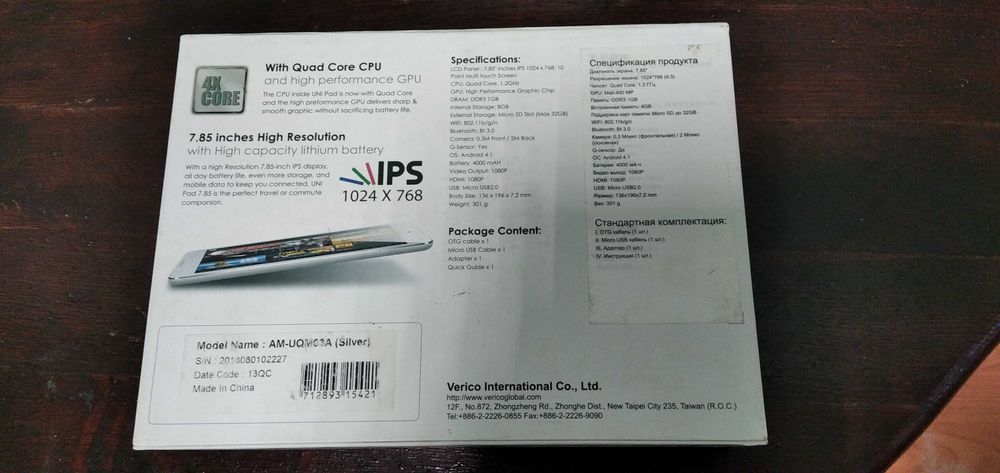 4X
CORE
With Quad Core CPU
and high performance GPU
The CPU inside UNI Pad is now with Quad Core
and the high preformance GPU delivers sharp &
smooth graphic without sacrificing battery life.
7.85 inches High Resolution
with High capacity lithium battery
With a high Resolution 7.85-inch IPS display,
all day battery life, even more storage, and
mobile data to keep you connected, UNI
Pad 7.85 is the perfect travel or commute
companion.
IPS
1024 X 768
Model Name : AM-UQM03A (Silver)
S/N : 2013080102227
Date Code : 13QC
Made In China
4 712893 15421
Specifications:
LCD Panel : 7.85" inches IPS 1024 x 768; 10
Point Multi touch Screen
CPU: Quad Core: 1.2GHz
GPU: High Performance Graphic Chip
DRAM: DDR3 1GB
Internal Storage: 8GB
External Storage: Micro SD Slot (Max 32GB)
WiFi: 802.11b/g/n
Bluetooth: Bt 3.0
Camera: 0.3M Front / 2M Back
G-Sensor: Yes
OS: Android 4.1
Battery: 4000 mAH
Video Output: 1080P
HDMI: 1080P
USB: Micro USB2.0
Body Size: 136 x 196 x 7.2 mm
Weight: 301 g
Package Content:
OTG cable x 1
Micro USB Cable x 1
Adapter x 1
Quick Guide x 1
Спецификация продукта
Диагональ экрана: 7.85"
Разрешение экрана: 1024*768 (4:3)
Чипсет: Quad Core, 1.2 ГГц
GPU: Mali-400 MP
Память: DDR3 1GB
Встроенная память: 8GB
Поддержка карт памяти: Micro SD до 32GB
WiFi: 802.11b/g/n
Bluetooth: Bt 3.0
Камера: 0.3 Мпикс (фронтальная) / 2 Мпикс
(основная)
G-сенсор: Да
ОС: Android 4.1
Батарея: 4000 мА·ч
Видео выход: 1080P
HDMI: 1080P
USB: Micro USB2.0
Размер: 136x196x7.2 mm
Вес: 301 g
Стандартная комплектация:
I. OTG кабель (1 шт.)
II. Micro USB кабель (1 шт.)
III. Адаптер (1 шт.)
IV. Инструкция (1 шт.)
Verico International Co., Ltd.
http://www.vericoglobal.com
12F., No.872, Zhongzheng Rd., Zhonghe Dist., New Taipei City 235, Taiwan (R.O.C.)
Tel:+886-2-2226-0855 Fax:+886-2-2226-9090